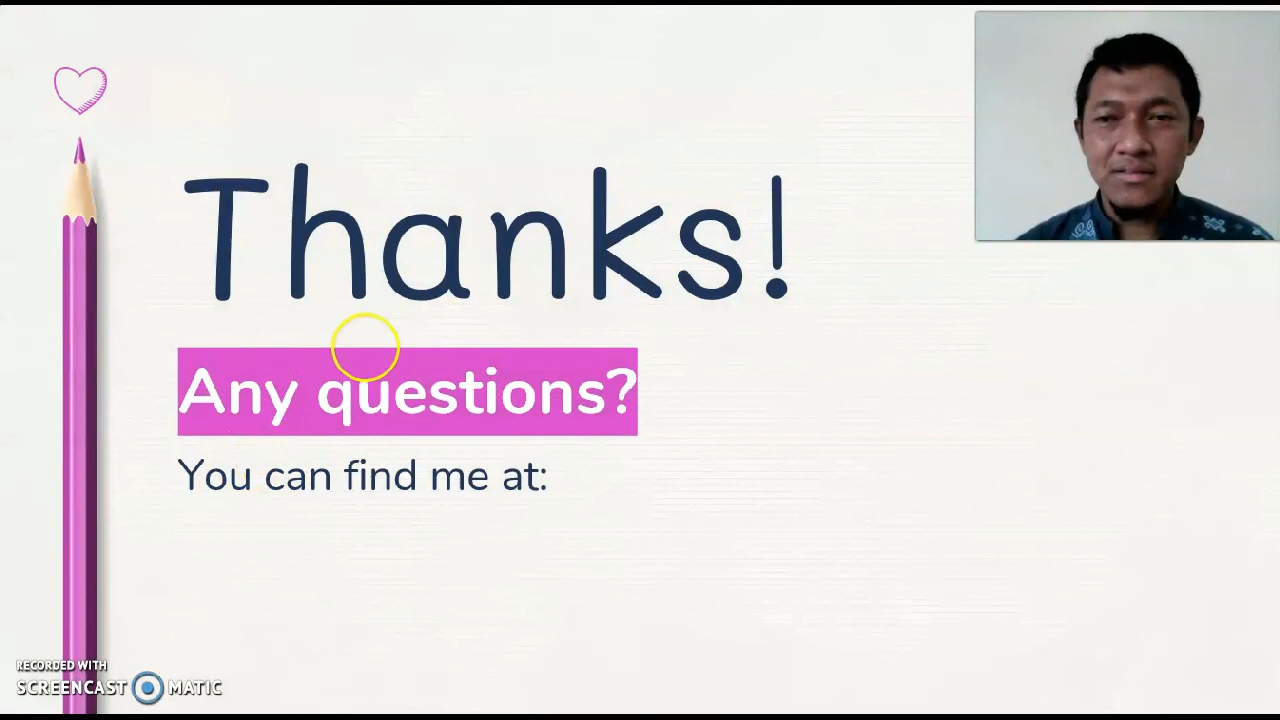 Thanks!
Any questions?
You can find me at:
RECORDED WITH
SCREENCAST MATIC